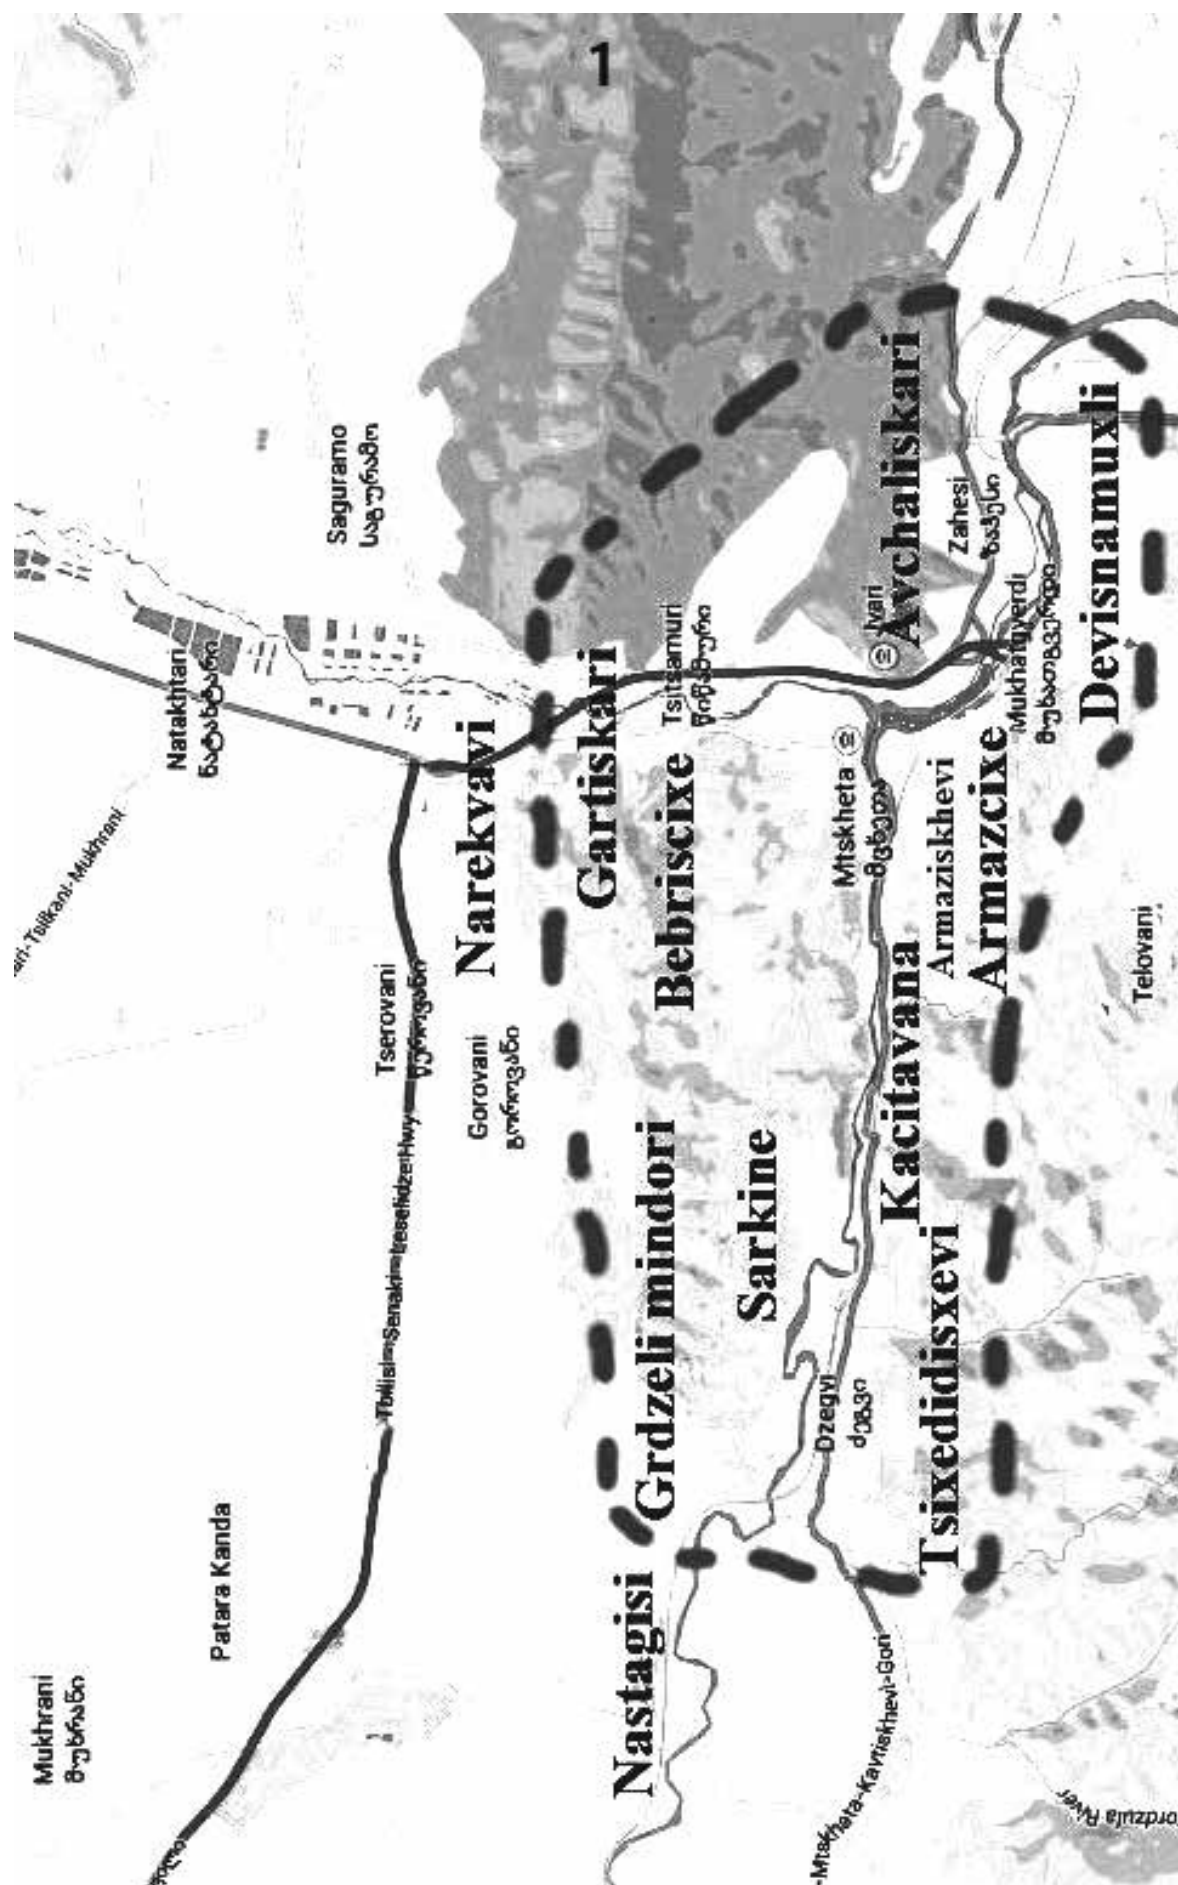 1
Saguramo
საგურამო
Natakhtari
ნატახტარი
Narekvavi
Gartiskari
Tsitsamuri
წიწამური
Bebriscixe
Jvari
Avchaliskari
Zahesi
ზაჰესი
Devisnamuxli
Mukhatgverdi
მუხათგვერდი
Mtskheta
მცხეთა
Armaziskhevi
Armazcixe
Telovani
Tserovani
წეროვანი
Gorovani
გოროვანი
Kacitavana
Sarkine
Grdzeli mindori
Tsixedidisxevi
Dzegvi
ძეგვი
Nastagisi
Patara Kanda
Mukhrani
მუხრანი
Tbilisi-Senaki-Leselidze Hwy
-Tsilkani-Mukhrani
-Mtskheta-Kavtiskhevi-Gori
River